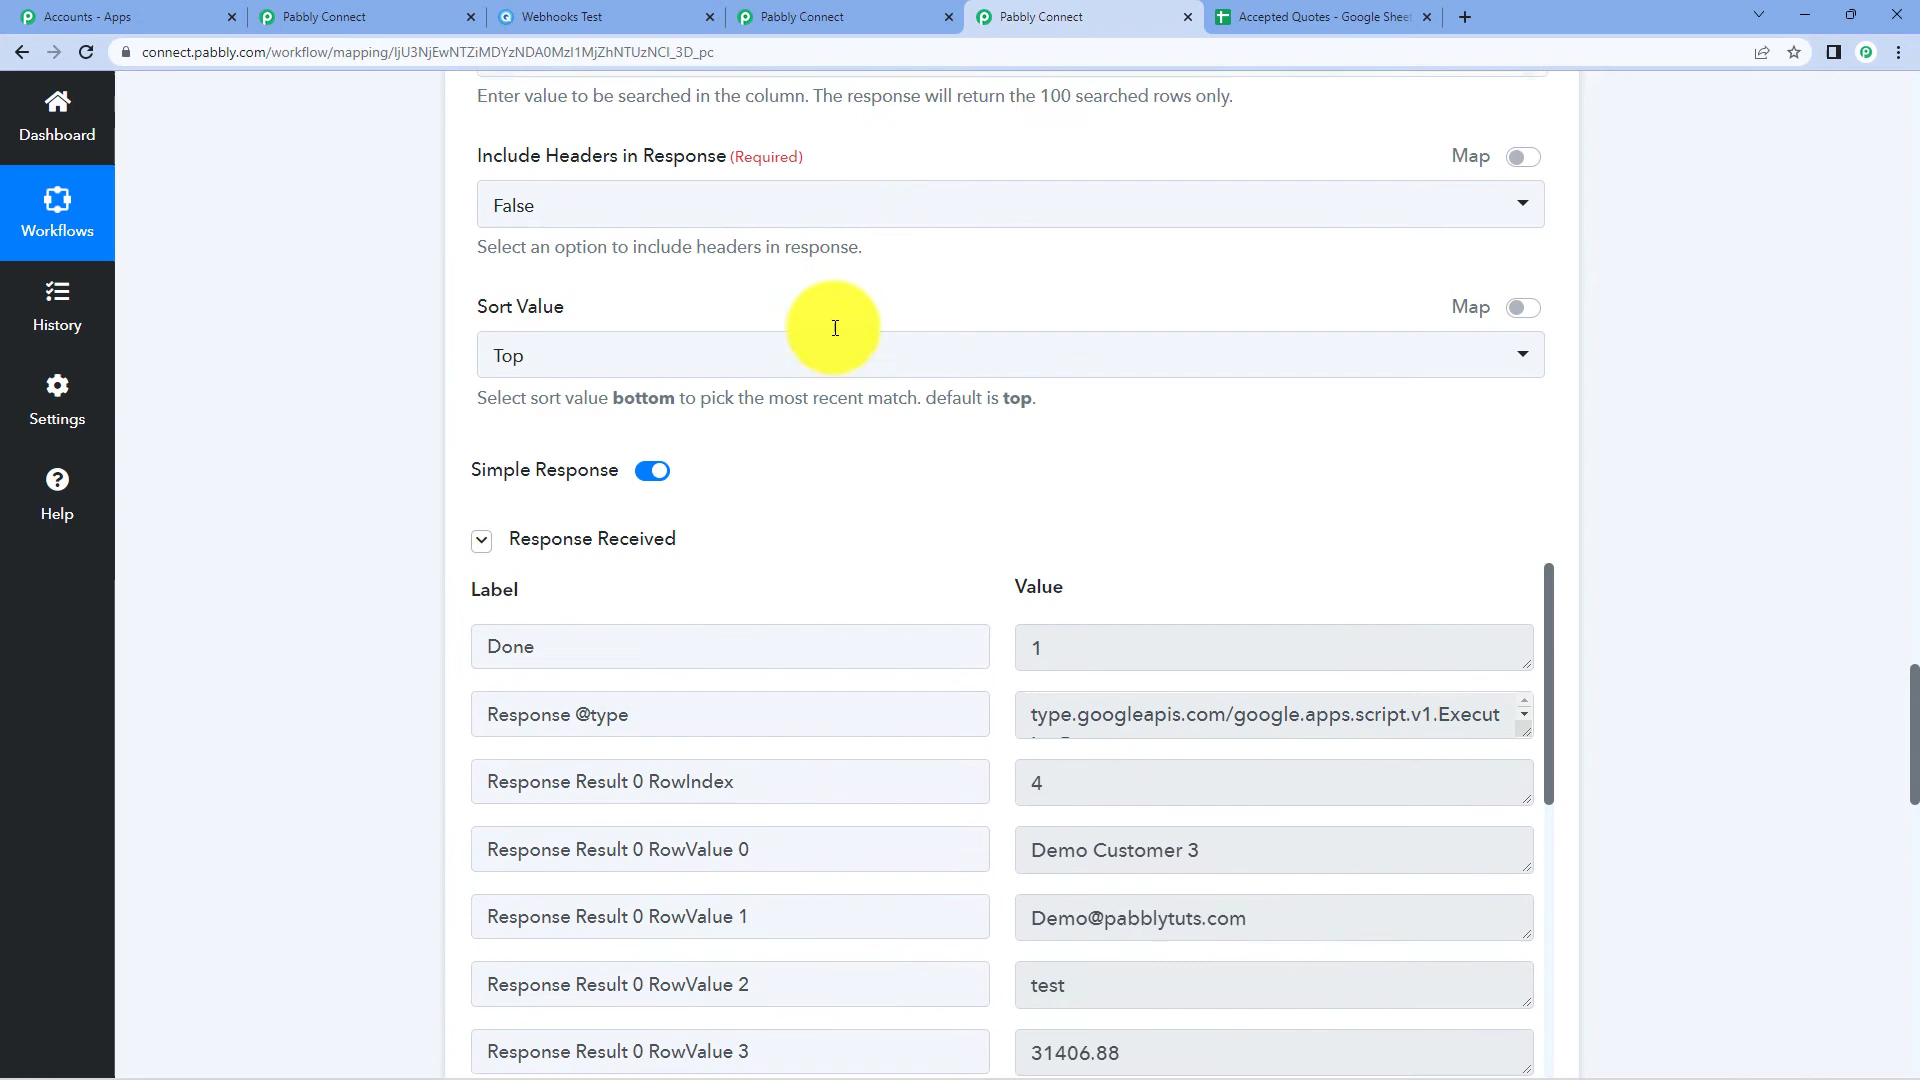 Accounts - Apps
Pabbly Connect
Webhooks Test
Pabbly Connect
Pabbly Connect
Accepted Quotes - Google Sheet
connect.pabbly.com/workflow/mapping/IjU3NjEwNTZiMDYzNDA0MzI1MjZhNTUzNCI_3D_pc
Enter value to be searched in the column. The response will return the 100 searched rows only.
Dashboard
Include Headers in Response (Required)
Map
False
Workflows
Select an option to include headers in response.
Sort Value
Map
History
Top
Select sort value bottom to pick the most recent match. default is top.
Settings
Simple Response
Help
Response Received
Label
Value
Done
1
Response @type
type.googleapis.com/google.apps.script.v1.Execut
Response Result 0 RowIndex
4
Response Result 0 RowValue 0
Demo Customer 3
Response Result 0 RowValue 1
Demo@pabblytuts.com
Response Result 0 RowValue 2
test
Response Result 0 RowValue 3
31406.88